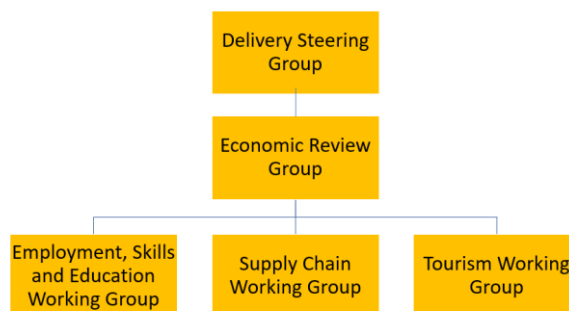 Delivery Steering
Group
Economic Review
Group
Employment, Skills
and Education
Working Group
Supply Chain
Working Group
Tourism Working
Group